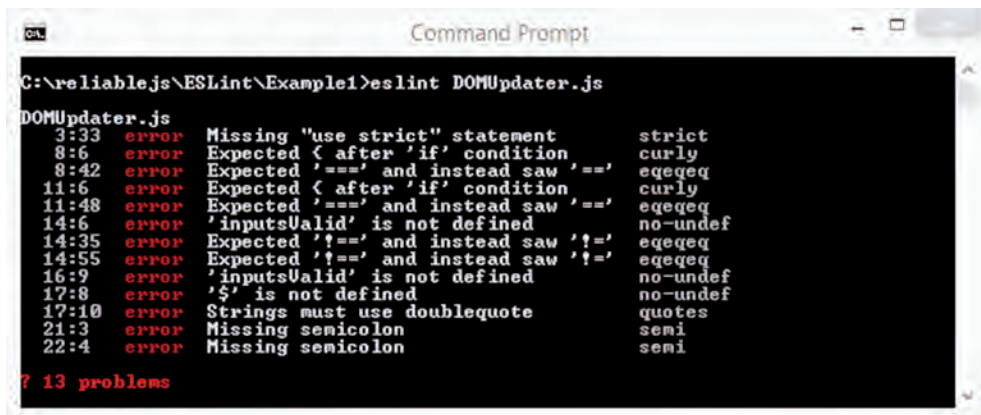 C:\. Command Prompt
C:\reliablejs\ESLint\Example1>eslint DOMUpdater.js
DOMUpdater.js
3:33 error Missing "use strict" statement strict
8:6 error Expected { after 'if' condition curly
8:42 error Expected '===' and instead saw '==' eqeqeq
11:6 error Expected { after 'if' condition curly
11:48 error Expected '===' and instead saw '==' eqeqeq
14:6 error 'inputsValid' is not defined no-undef
14:35 error Expected '!==' and instead saw '!=' eqeqeq
14:55 error Expected '!==' and instead saw '!=' eqeqeq
16:9 error 'inputsValid' is not defined no-undef
17:8 error '$' is not defined no-undef
17:10 error Strings must use doublequote quotes
21:3 error Missing semicolon semi
22:4 error Missing semicolon semi
? 13 problems